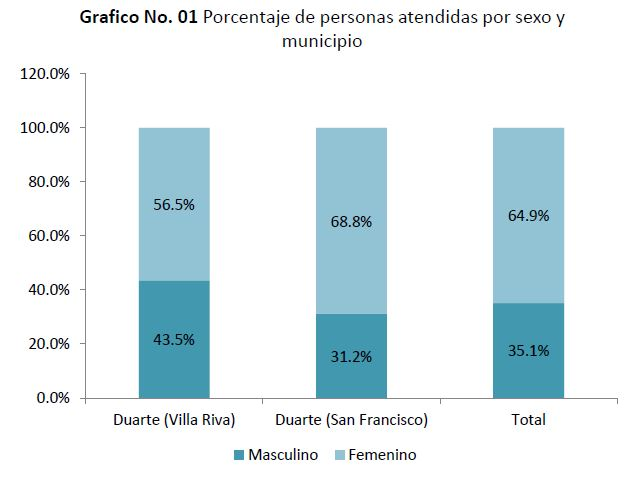 Grafico No. 01 Porcentaje de personas atendidas por sexo y
municipio
120.0%
100.0%
80.0%
60.0%
40.0%
20.0%
0.0%
56.5%
68.8%
64.9%
43.5%
31.2%
35.1%
Duarte (Villa Riva)
Duarte (San Francisco)
Total
Masculino
Femenino